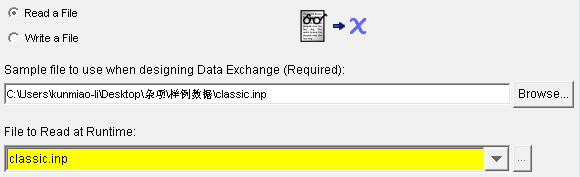 Read a File
Write a File
Sample file to use when designing Data Exchange (Required):
C:\Users\kunmiao-li\Desktop\杂项\样例数据\classic.inp
Browse...
File to Read at Runtime:
classic.inp
...